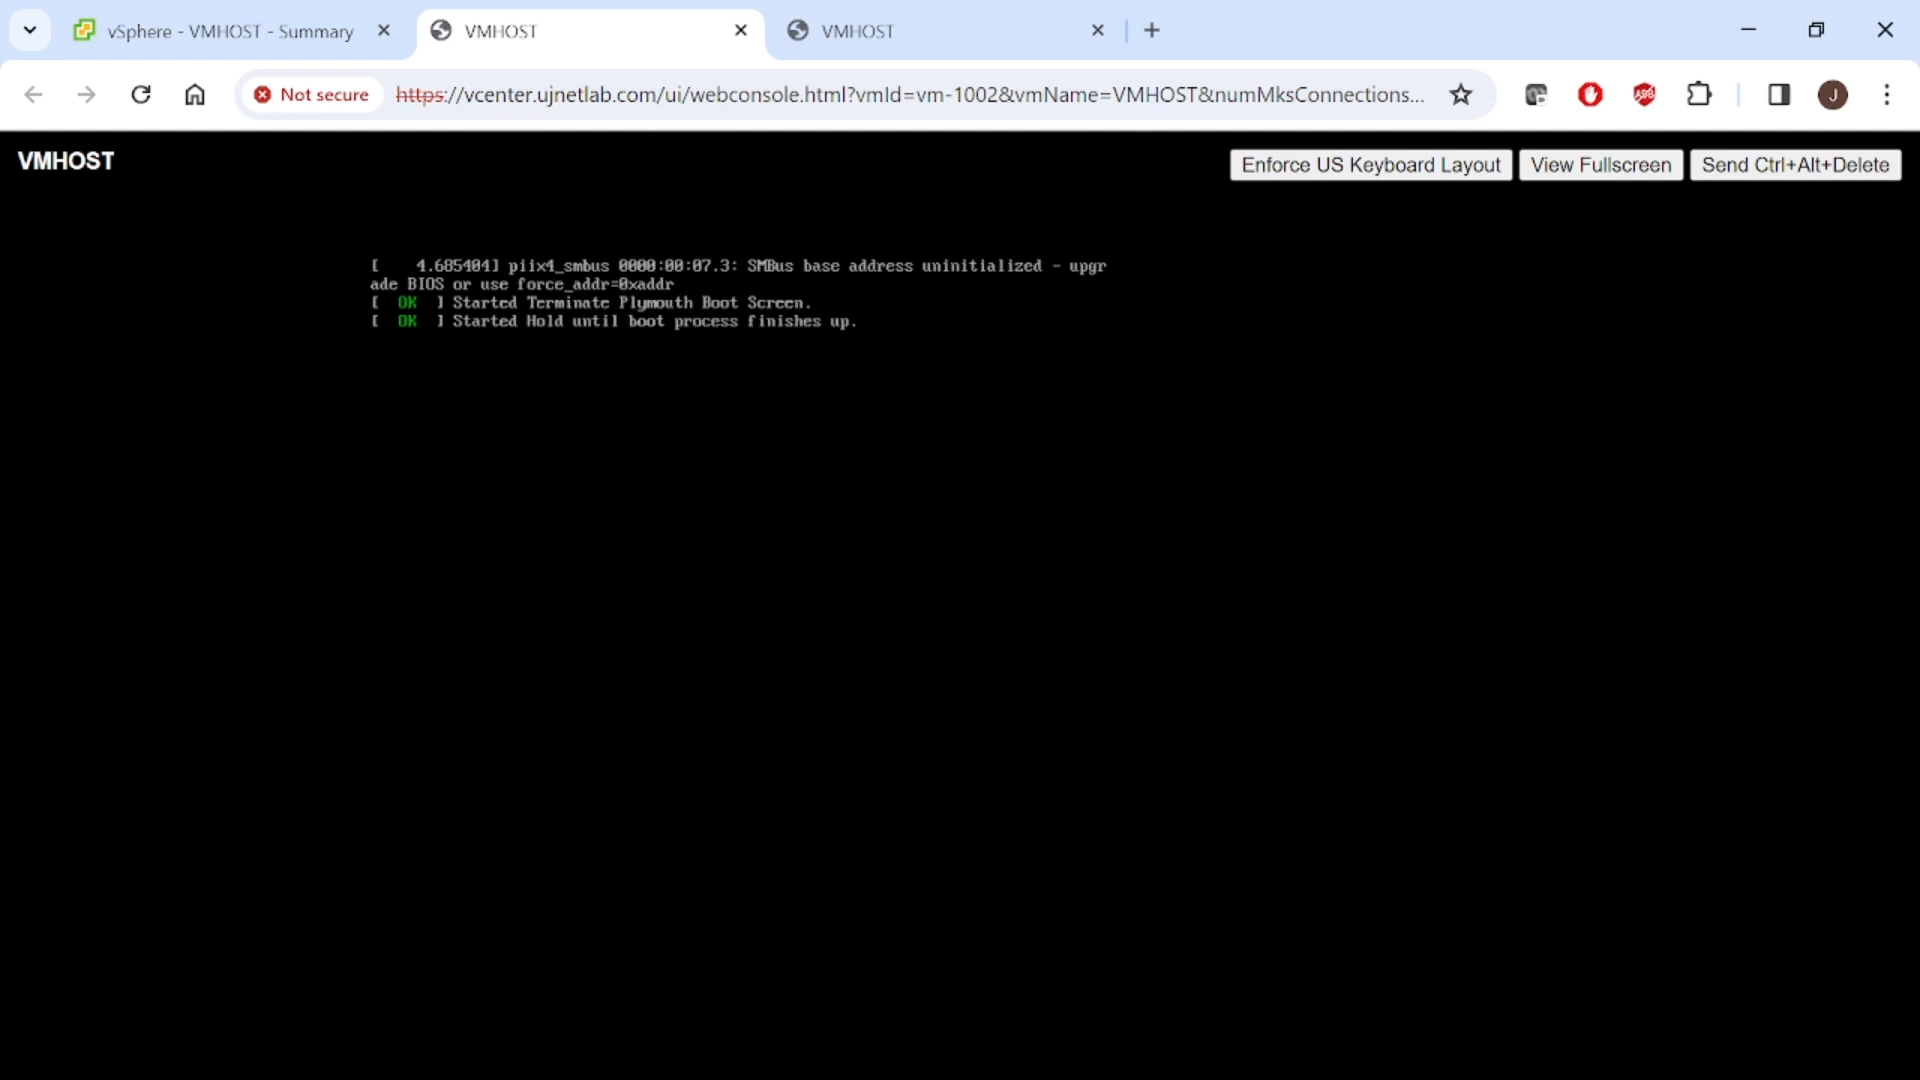 vSphere - VMHOST - Summary
VMHOST
VMHOST
Not secure
https://vcenter.ujnetlab.com/ui/webconsole.html?vmId=vm-1002&vmName=VMHOST&numMksConnections...
ABP
J
VMHOST
Enforce US Keyboard Layout
View Fullscreen
Send Ctrl+Alt+Delete
[    4.685404] piix4_smbus 0000:00:07.3: SMBus base address uninitialized - upgr
ade BIOS or use force_addr=0xaddr
[  OK  ] Started Terminate Plymouth Boot Screen.
[  OK  ] Started Hold until boot process finishes up.